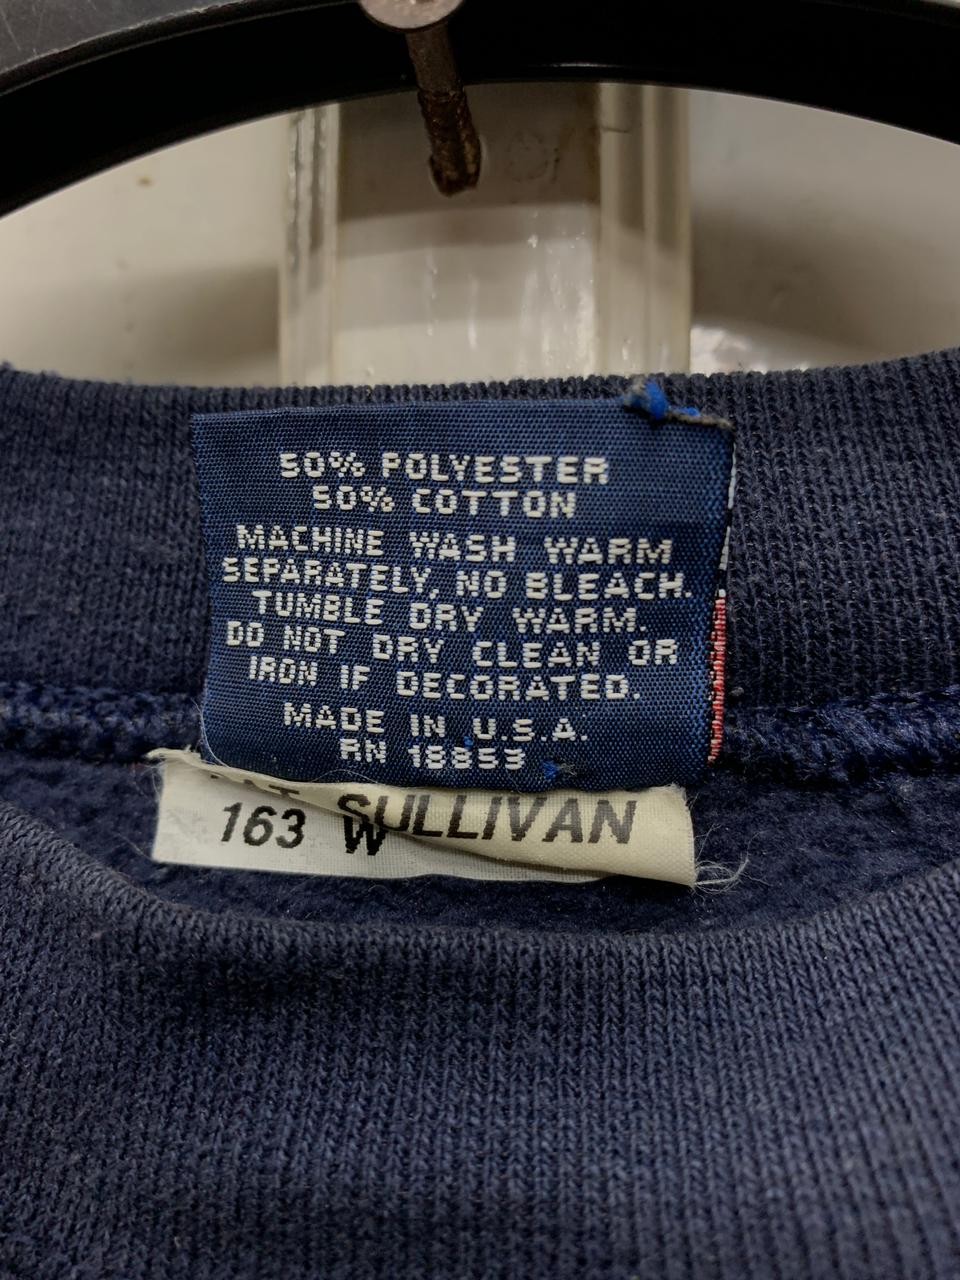 50% POLYESTER
50% COTTON
MACHINE WASH WARM
SEPARATELY, NO BLEACH.
TUMBLE DRY WARM.
DO NOT DRY CLEAN OR
IRON IF DECORATED.
MADE IN U.S.A.
RN 18853
SULLIVAN
163 W